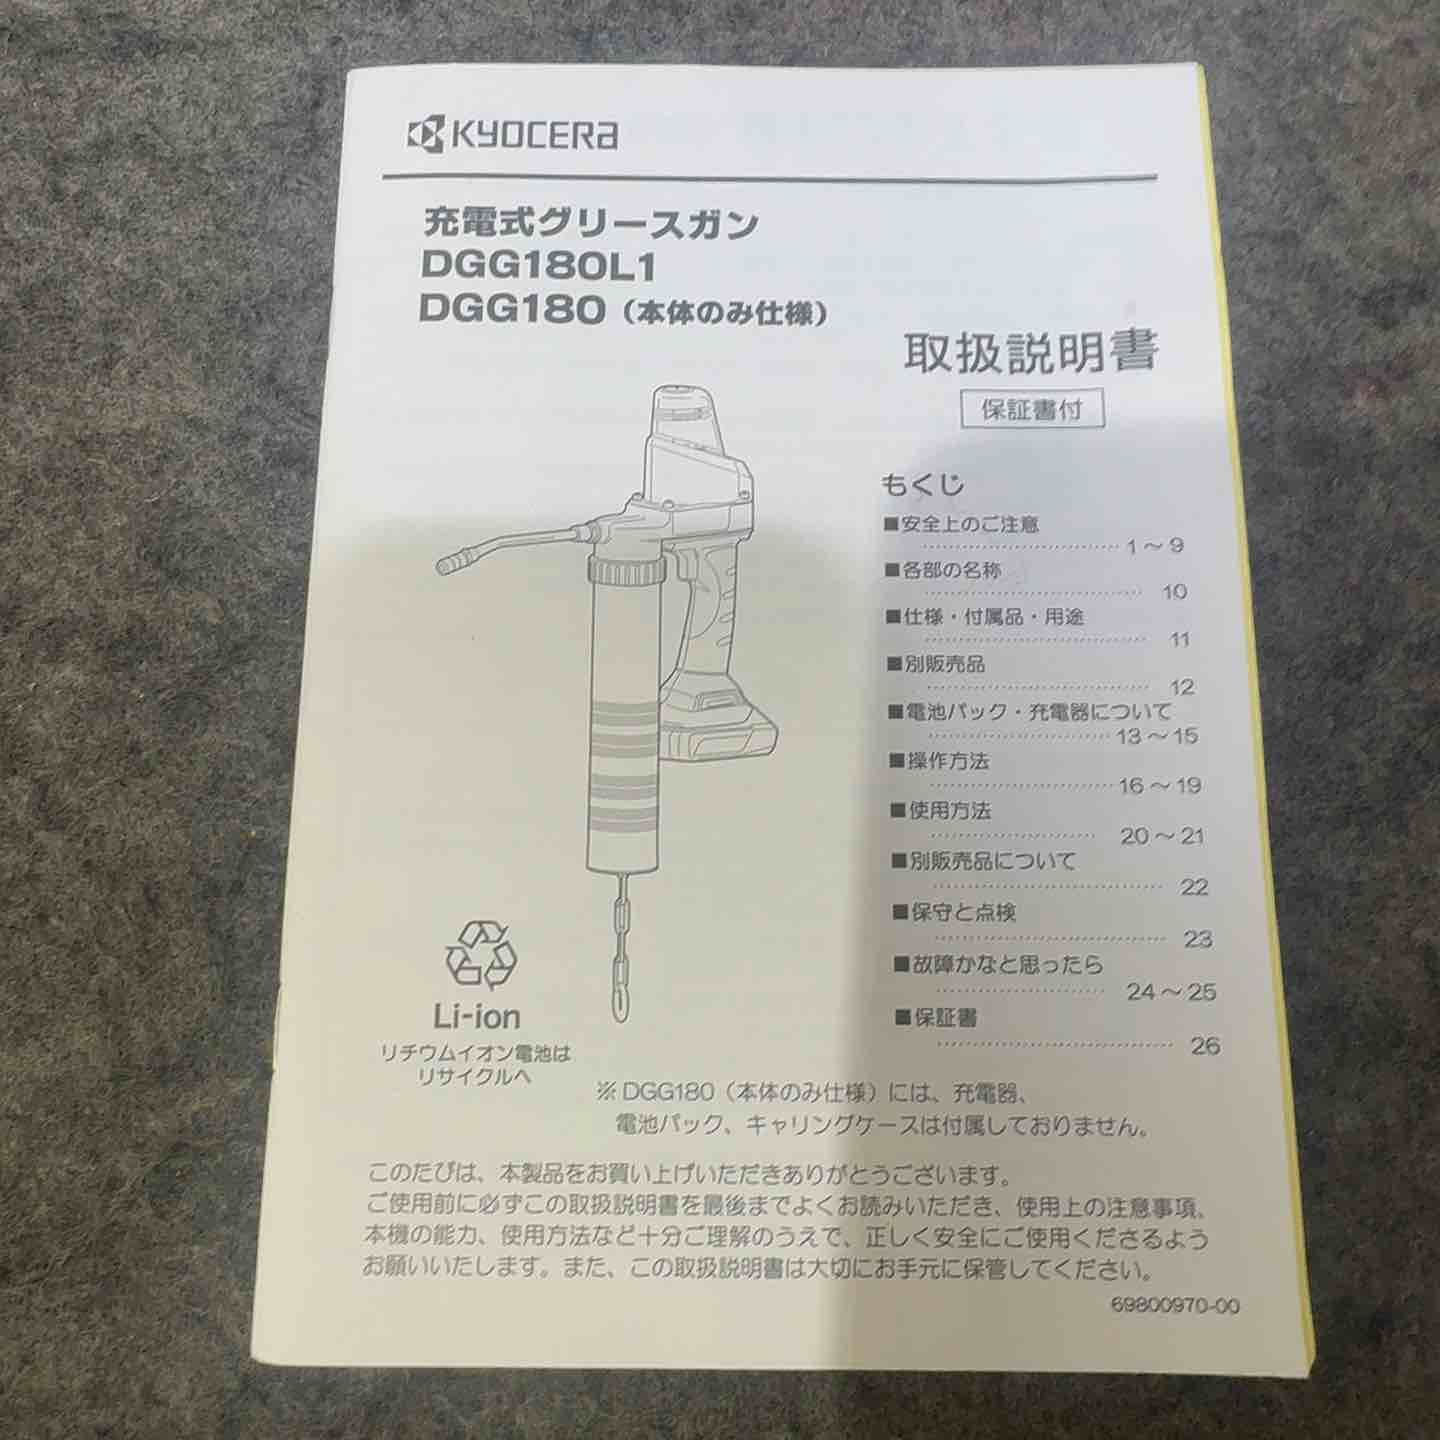 KYOCERA
充電式グリースガン
DGG180L1
DGG180（本体のみ仕様）
取扱説明書
保証書付
もくじ
■安全上のご注意
1～9
■各部の名称
10
■仕様・付属品・用途
11
■別販売品
12
■電池パック・充電器について
13～15
■操作方法
16～19
■使用方法
20～21
■別販売品について
22
■保守と点検
23
■故障かなと思ったら
24～25
■保証書
26
Li-ion
リチウムイオン電池は
リサイクルへ
※DGG180（本体のみ仕様）には、充電器、
電池パック、キャリングケースは付属しておりません。
このたびは、本製品をお買い上げいただきありがとうございます。
ご使用前に必ずこの取扱説明書を最後までよくお読みいただき、使用上の注意事項、
本機の能力、使用方法など十分ご理解のうえで、正しく安全にご使用くださるよう
お願いいたします。また、この取扱説明書は大切にお手元に保管してください。
69800970-00